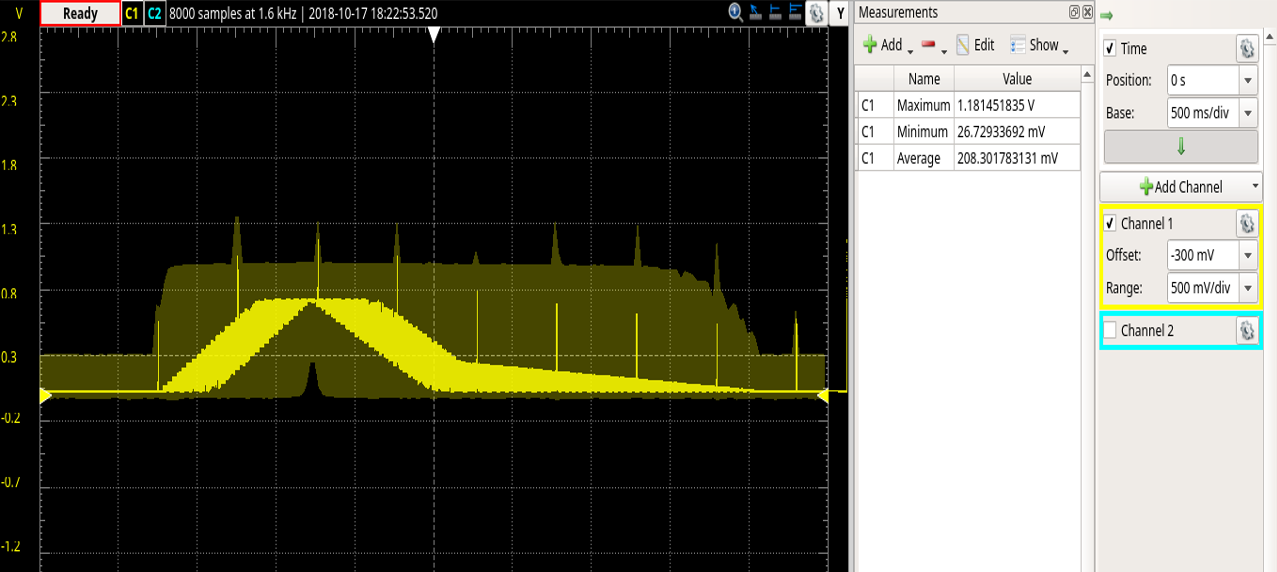 V Ready C1 C2 8000 samples at 1.6 kHz | 2018-10-17 18:22:53.520 Y
2.8
2.3
1.8
1.3
0.8
0.3
-0.2
-0.7
-1.2
Measurements
Add Edit Show
Name Value
C1 Maximum 1.181451835 V
C1 Minimum 26.72933692 mV
C1 Average 208.301783131 mV
Time
Position: 0 s
Base: 500 ms/div
Add Channel
Channel 1
Offset: -300 mV
Range: 500 mV/div
Channel 2